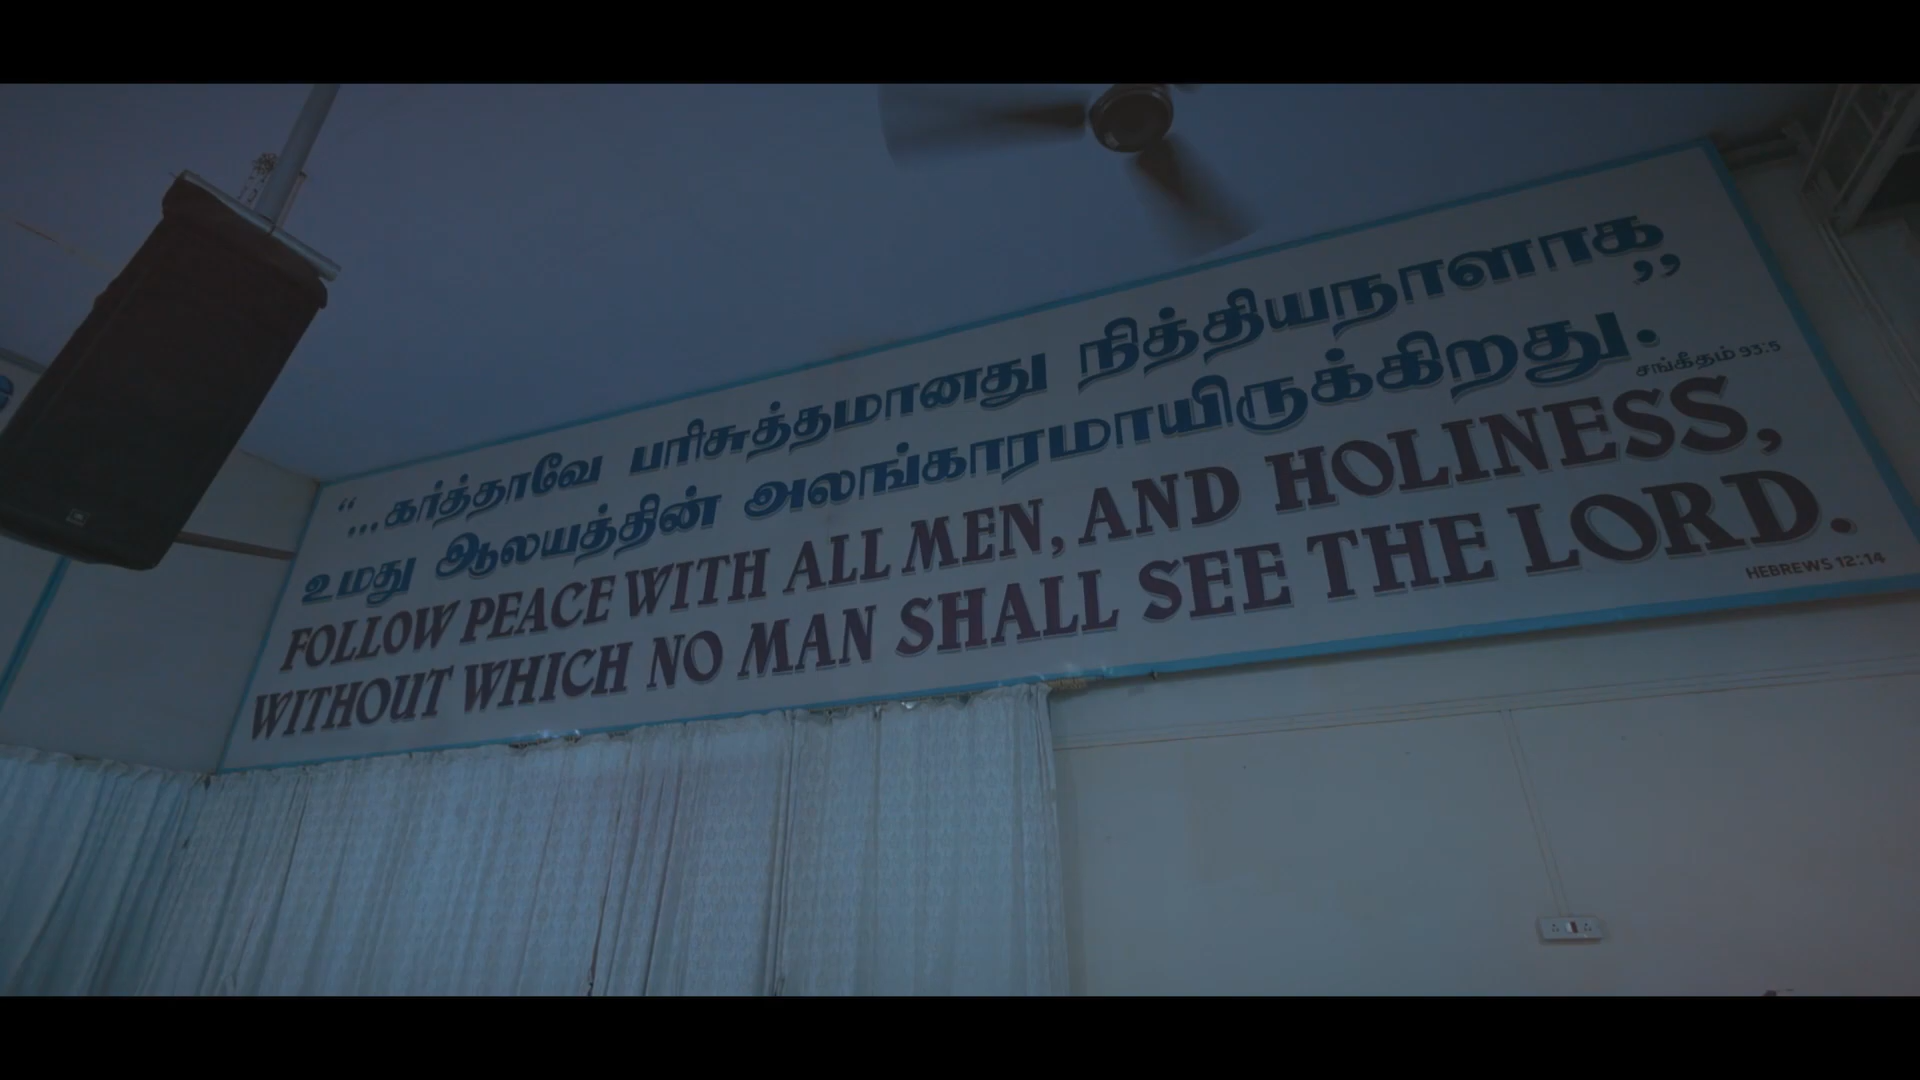 “...கர்த்தாவே பரிசுத்தமானது நித்தியநாளாக
உமது ஆலயத்தின் அலங்காரமாயிருக்கிறது.”
சங்கீதம் 93:5
FOLLOW PEACE WITH ALL MEN, AND HOLINESS,
WITHOUT WHICH NO MAN SHALL SEE THE LORD.
HEBREWS 12:14